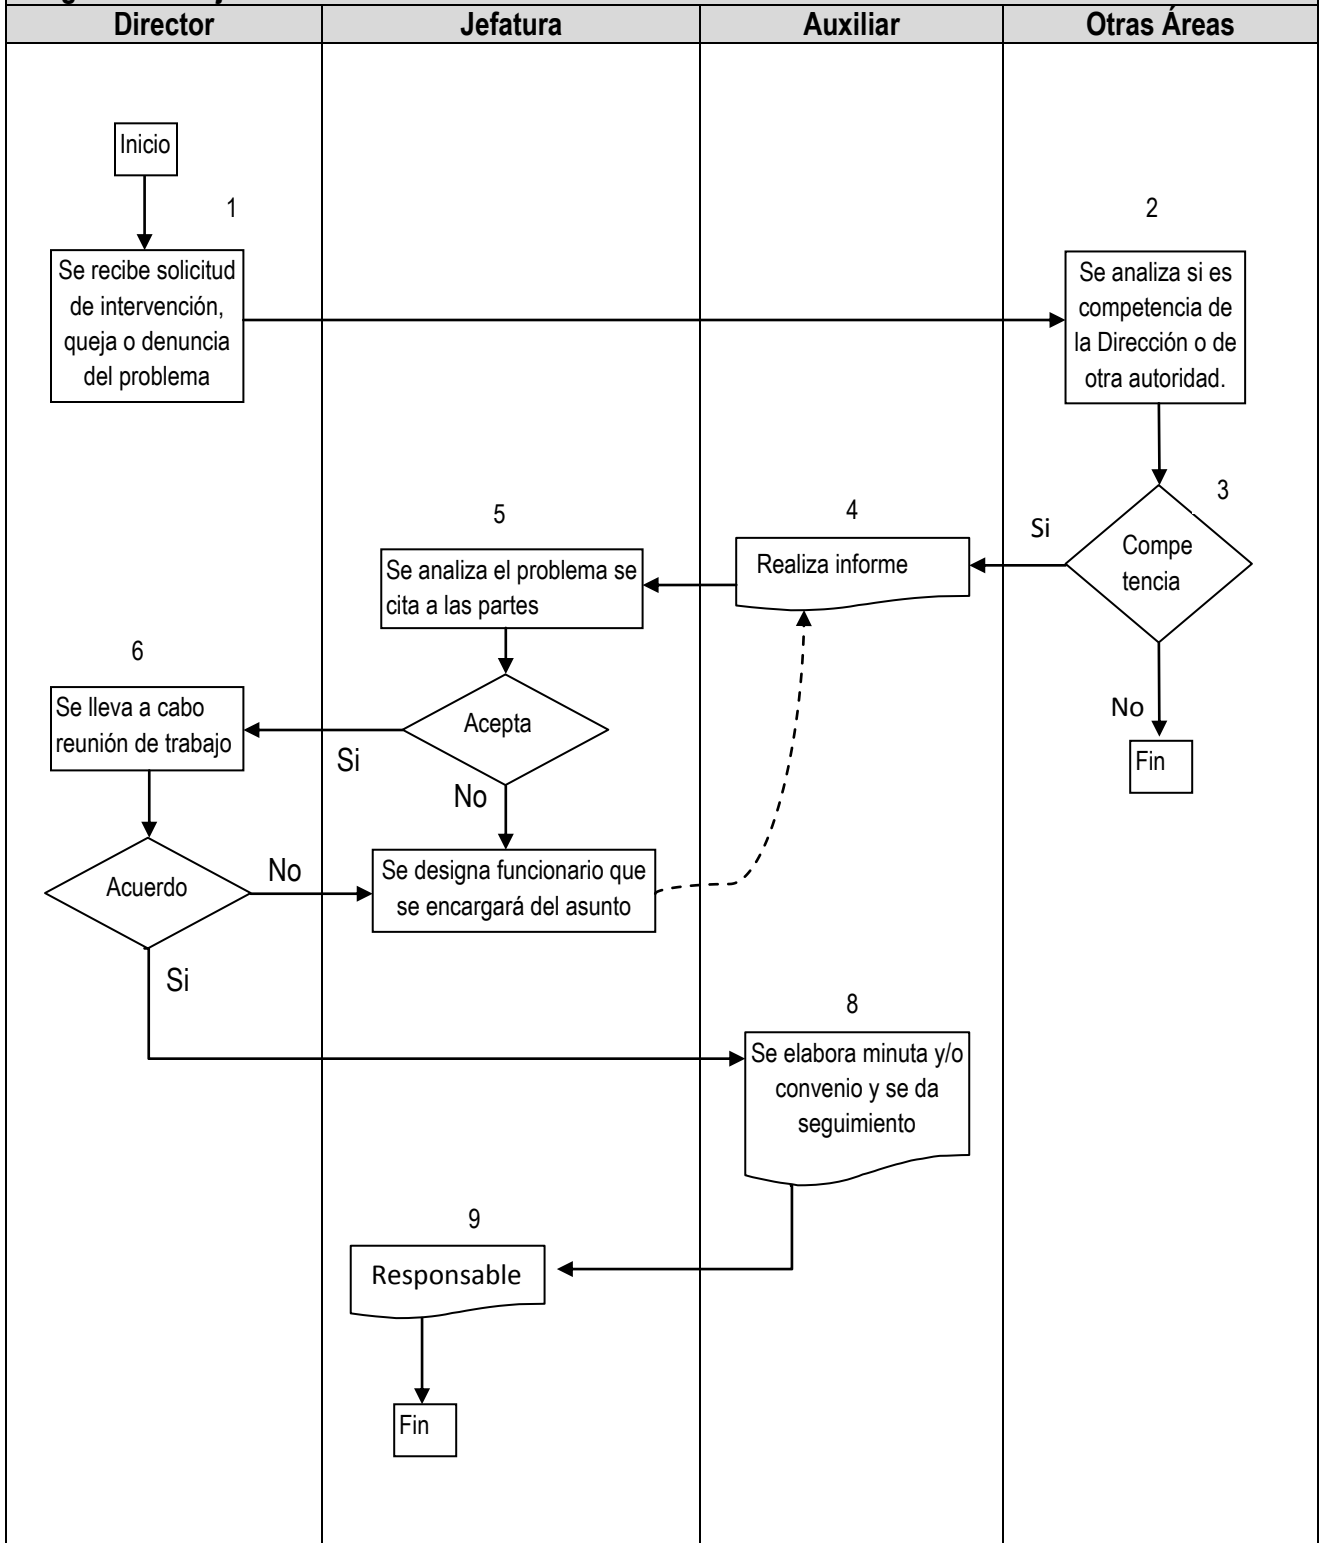 Director
Jefatura
Auxiliar
Otras Áreas
Inicio
1
2
Se recibe solicitud
de intervención,
queja o denuncia
del problema
Se analiza si es
competencia de
la Dirección o de
otra autoridad.
3
Compe
tencia
Si
No
Fin
4
Realiza informe
5
Se analiza el problema se
cita a las partes
Acepta
Si
No
6
Se lleva a cabo
reunión de trabajo
Acuerdo
No
Si
Se designa funcionario que
se encargará del asunto
8
Se elabora minuta y/o
convenio y se da
seguimiento
9
Responsable
Fin